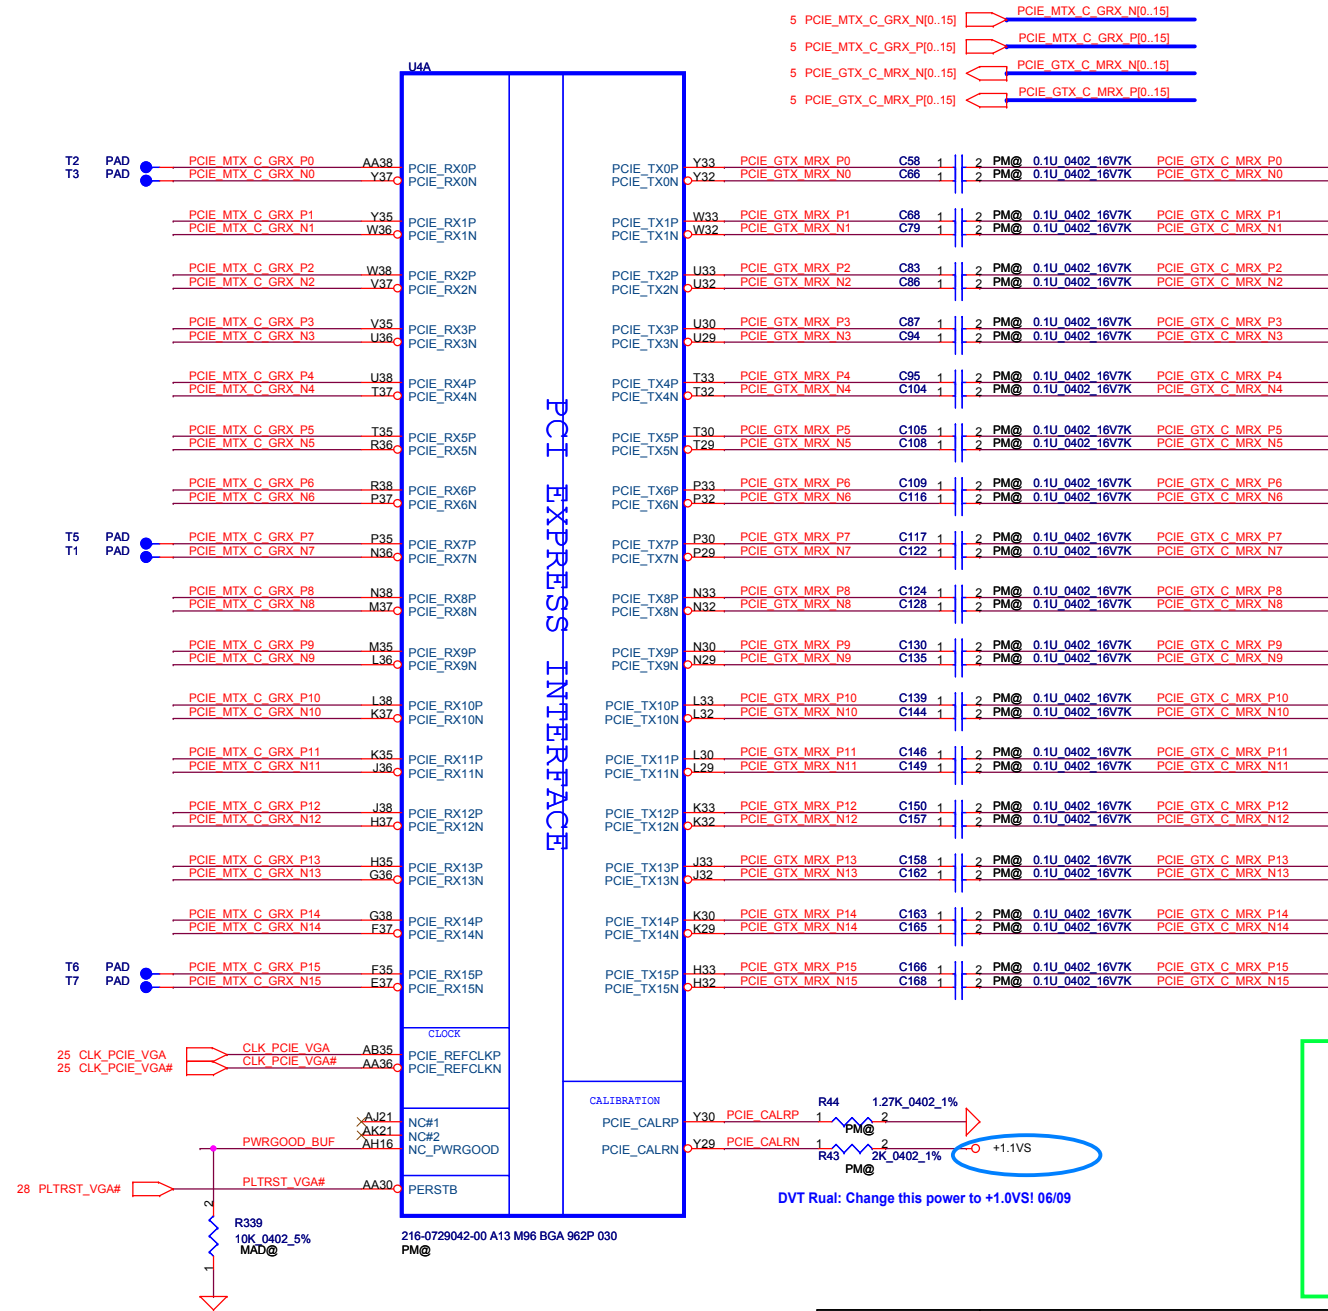 5 PCIE_MTX_C_GRX_N[0..15] PCIE_MTX_C_GRX_N[0..15]
5 PCIE_MTX_C_GRX_P[0..15] PCIE_MTX_C_GRX_P[0..15]
5 PCIE_GTX_C_MRX_N[0..15] PCIE_GTX_C_MRX_N[0..15]
5 PCIE_GTX_C_MRX_P[0..15] PCIE_GTX_C_MRX_P[0..15]
U4A
T2 PAD PCIE_MTX_C_GRX_P0 AA38 PCIE_RX0P PCIE_TX0P Y33 PCIE_GTX_MRX_P0 C58 1 2 PM@ 0.1U_0402_16V7K PCIE_GTX_C_MRX_P0
T3 PAD PCIE_MTX_C_GRX_N0 Y37 PCIE_RX0N PCIE_TX0N Y32 PCIE_GTX_MRX_N0 C66 1 2 PM@ 0.1U_0402_16V7K PCIE_GTX_C_MRX_N0
PCIE_MTX_C_GRX_P1 Y35 PCIE_RX1P PCIE_TX1P W33 PCIE_GTX_MRX_P1 C68 1 2 PM@ 0.1U_0402_16V7K PCIE_GTX_C_MRX_P1
PCIE_MTX_C_GRX_N1 W36 PCIE_RX1N PCIE_TX1N W32 PCIE_GTX_MRX_N1 C79 1 2 PM@ 0.1U_0402_16V7K PCIE_GTX_C_MRX_N1
PCIE_MTX_C_GRX_P2 W38 PCIE_RX2P PCIE_TX2P U33 PCIE_GTX_MRX_P2 C83 1 2 PM@ 0.1U_0402_16V7K PCIE_GTX_C_MRX_P2
PCIE_MTX_C_GRX_N2 V37 PCIE_RX2N PCIE_TX2N U32 PCIE_GTX_MRX_N2 C86 1 2 PM@ 0.1U_0402_16V7K PCIE_GTX_C_MRX_N2
PCIE_MTX_C_GRX_P3 V35 PCIE_RX3P PCIE_TX3P U30 PCIE_GTX_MRX_P3 C87 1 2 PM@ 0.1U_0402_16V7K PCIE_GTX_C_MRX_P3
PCIE_MTX_C_GRX_N3 U36 PCIE_RX3N PCIE_TX3N U29 PCIE_GTX_MRX_N3 C94 1 2 PM@ 0.1U_0402_16V7K PCIE_GTX_C_MRX_N3
PCIE_MTX_C_GRX_P4 U38 PCIE_RX4P PCIE_TX4P T33 PCIE_GTX_MRX_P4 C95 1 2 PM@ 0.1U_0402_16V7K PCIE_GTX_C_MRX_P4
PCIE_MTX_C_GRX_N4 T37 PCIE_RX4N PCIE_TX4N T32 PCIE_GTX_MRX_N4 C104 1 2 PM@ 0.1U_0402_16V7K PCIE_GTX_C_MRX_N4
PCIE_MTX_C_GRX_P5 T35 PCIE_RX5P PCIE_TX5P T30 PCIE_GTX_MRX_P5 C105 1 2 PM@ 0.1U_0402_16V7K PCIE_GTX_C_MRX_P5
PCIE_MTX_C_GRX_N5 R36 PCIE_RX5N PCIE_TX5N T29 PCIE_GTX_MRX_N5 C108 1 2 PM@ 0.1U_0402_16V7K PCIE_GTX_C_MRX_N5
PCIE_MTX_C_GRX_P6 R38 PCIE_RX6P PCIE_TX6P P33 PCIE_GTX_MRX_P6 C109 1 2 PM@ 0.1U_0402_16V7K PCIE_GTX_C_MRX_P6
PCIE_MTX_C_GRX_N6 P37 PCIE_RX6N PCIE_TX6N P32 PCIE_GTX_MRX_N6 C116 1 2 PM@ 0.1U_0402_16V7K PCIE_GTX_C_MRX_N6
T5 PAD PCIE_MTX_C_GRX_P7 P35 PCIE_RX7P PCIE_TX7P P30 PCIE_GTX_MRX_P7 C117 1 2 PM@ 0.1U_0402_16V7K PCIE_GTX_C_MRX_P7
T1 PAD PCIE_MTX_C_GRX_N7 N36 PCIE_RX7N PCIE_TX7N P29 PCIE_GTX_MRX_N7 C122 1 2 PM@ 0.1U_0402_16V7K PCIE_GTX_C_MRX_N7
PCIE_MTX_C_GRX_P8 N38 PCIE_RX8P PCIE_TX8P N33 PCIE_GTX_MRX_P8 C124 1 2 PM@ 0.1U_0402_16V7K PCIE_GTX_C_MRX_P8
PCIE_MTX_C_GRX_N8 M37 PCIE_RX8N PCIE_TX8N N32 PCIE_GTX_MRX_N8 C128 1 2 PM@ 0.1U_0402_16V7K PCIE_GTX_C_MRX_N8
PCIE_MTX_C_GRX_P9 M35 PCIE_RX9P PCIE_TX9P N30 PCIE_GTX_MRX_P9 C130 1 2 PM@ 0.1U_0402_16V7K PCIE_GTX_C_MRX_P9
PCIE_MTX_C_GRX_N9 L36 PCIE_RX9N PCIE_TX9N N29 PCIE_GTX_MRX_N9 C135 1 2 PM@ 0.1U_0402_16V7K PCIE_GTX_C_MRX_N9
PCIE_MTX_C_GRX_P10 L38 PCIE_RX10P PCIE_TX10P L33 PCIE_GTX_MRX_P10 C139 1 2 PM@ 0.1U_0402_16V7K PCIE_GTX_C_MRX_P10
PCIE_MTX_C_GRX_N10 K37 PCIE_RX10N PCIE_TX10N L32 PCIE_GTX_MRX_N10 C144 1 2 PM@ 0.1U_0402_16V7K PCIE_GTX_C_MRX_N10
PCIE_MTX_C_GRX_P11 K35 PCIE_RX11P PCIE_TX11P L30 PCIE_GTX_MRX_P11 C146 1 2 PM@ 0.1U_0402_16V7K PCIE_GTX_C_MRX_P11
PCIE_MTX_C_GRX_N11 J36 PCIE_RX11N PCIE_TX11N L29 PCIE_GTX_MRX_N11 C149 1 2 PM@ 0.1U_0402_16V7K PCIE_GTX_C_MRX_N11
PCIE_MTX_C_GRX_P12 J38 PCIE_RX12P PCIE_TX12P K33 PCIE_GTX_MRX_P12 C150 1 2 PM@ 0.1U_0402_16V7K PCIE_GTX_C_MRX_P12
PCIE_MTX_C_GRX_N12 H37 PCIE_RX12N PCIE_TX12N K32 PCIE_GTX_MRX_N12 C157 1 2 PM@ 0.1U_0402_16V7K PCIE_GTX_C_MRX_N12
PCIE_MTX_C_GRX_P13 H35 PCIE_RX13P PCIE_TX13P J33 PCIE_GTX_MRX_P13 C158 1 2 PM@ 0.1U_0402_16V7K PCIE_GTX_C_MRX_P13
PCIE_MTX_C_GRX_N13 G36 PCIE_RX13N PCIE_TX13N J32 PCIE_GTX_MRX_N13 C162 1 2 PM@ 0.1U_0402_16V7K PCIE_GTX_C_MRX_N13
PCIE_MTX_C_GRX_P14 G38 PCIE_RX14P PCIE_TX14P K30 PCIE_GTX_MRX_P14 C163 1 2 PM@ 0.1U_0402_16V7K PCIE_GTX_C_MRX_P14
PCIE_MTX_C_GRX_N14 F37 PCIE_RX14N PCIE_TX14N K29 PCIE_GTX_MRX_N14 C165 1 2 PM@ 0.1U_0402_16V7K PCIE_GTX_C_MRX_N14
T6 PAD PCIE_MTX_C_GRX_P15 F35 PCIE_RX15P PCIE_TX15P H33 PCIE_GTX_MRX_P15 C166 1 2 PM@ 0.1U_0402_16V7K PCIE_GTX_C_MRX_P15
T7 PAD PCIE_MTX_C_GRX_N15 E37 PCIE_RX15N PCIE_TX15N H32 PCIE_GTX_MRX_N15 C168 1 2 PM@ 0.1U_0402_16V7K PCIE_GTX_C_MRX_N15
PCI EXPRESS INTERFACE
CLOCK
25 CLK_PCIE_VGA CLK_PCIE_VGA AB35 PCIE_REFCLKP
25 CLK_PCIE_VGA# CLK_PCIE_VGA# AA36 PCIE_REFCLKN
CALIBRATION
R44 1.27K_0402_1%
AJ21 NC#1 PCIE_CALRP Y30 PCIE_CALRP 1 2
PM@
AK21 NC#2
PWRGOOD_BUF AH16 NC_PWRGOOD PCIE_CALRN Y29 PCIE_CALRN 1 2 +1.1VS
R43 2K_0402_1%
PM@
28 PLTRST_VGA# PLTRST_VGA# AA30 PERSTB
DVT Rual: Change this power to +1.0VS! 06/09
2
R339
10K_0402_5%
MAD@
1
216-0729042-00 A13 M96 BGA 962P 030
PM@